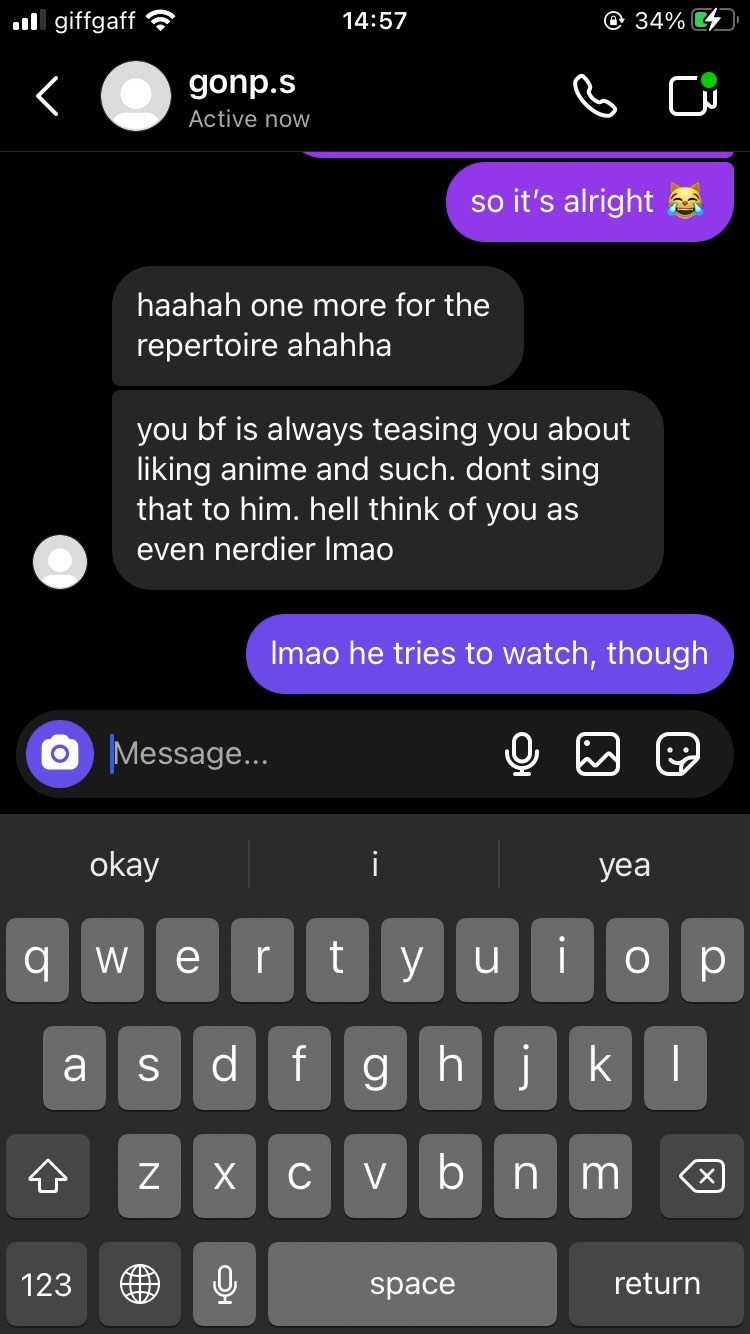 giffgaff 14:57 34%
gonp.s
Active now
so it's alright 😹
haahah one more for the
repertoire ahahha
you bf is always teasing you about
liking anime and such. dont sing
that to him. hell think of you as
even nerdier lmao
lmao he tries to watch, though
Message...
okay i yea
q w e r t y u i o p
a s d f g h j k l
z x c v b n m
123 space return